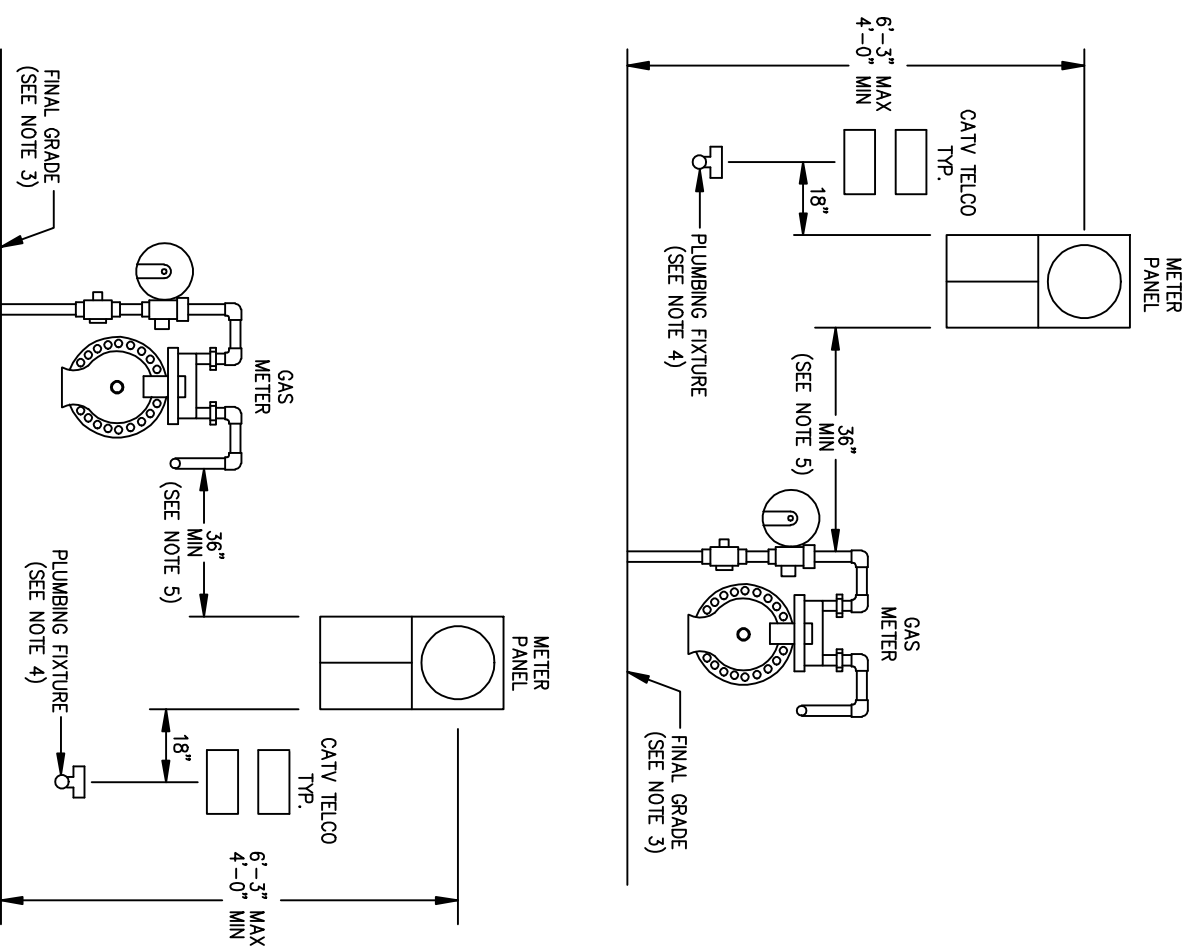 METER
PANEL
CATV TELCO
TYP.
6'-3" MAX
4'-0" MIN
18"
36"
MIN
(SEE NOTE 5)
GAS
METER
PLUMBING FIXTURE
(SEE NOTE 4)
FINAL GRADE
(SEE NOTE 3)
METER
PANEL
GAS
METER
36"
MIN
(SEE NOTE 5)
CATV TELCO
TYP.
18"
6'-3" MAX
4'-0" MIN
FINAL GRADE
(SEE NOTE 3)
PLUMBING FIXTURE
(SEE NOTE 4)